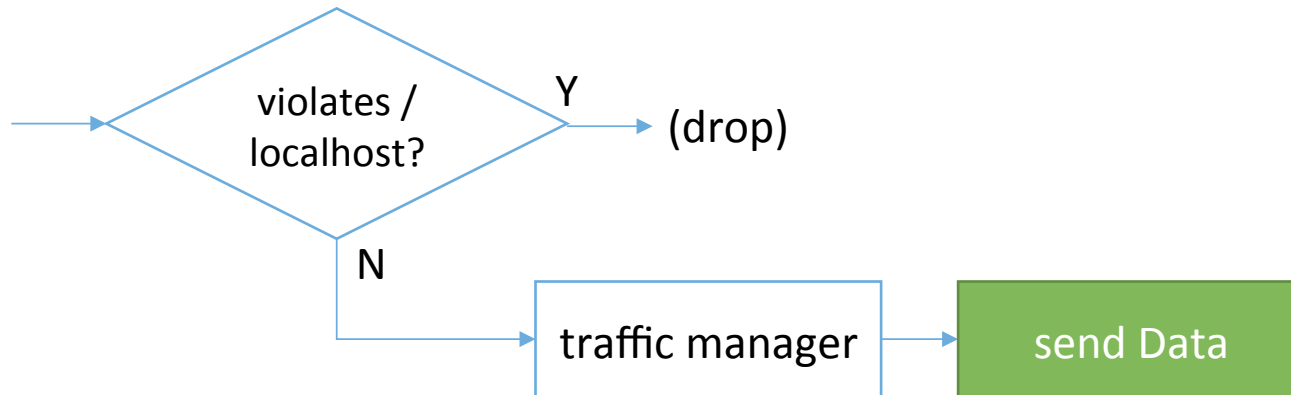 violates /
localhost?
Y
(drop)
N
traffic manager
send Data